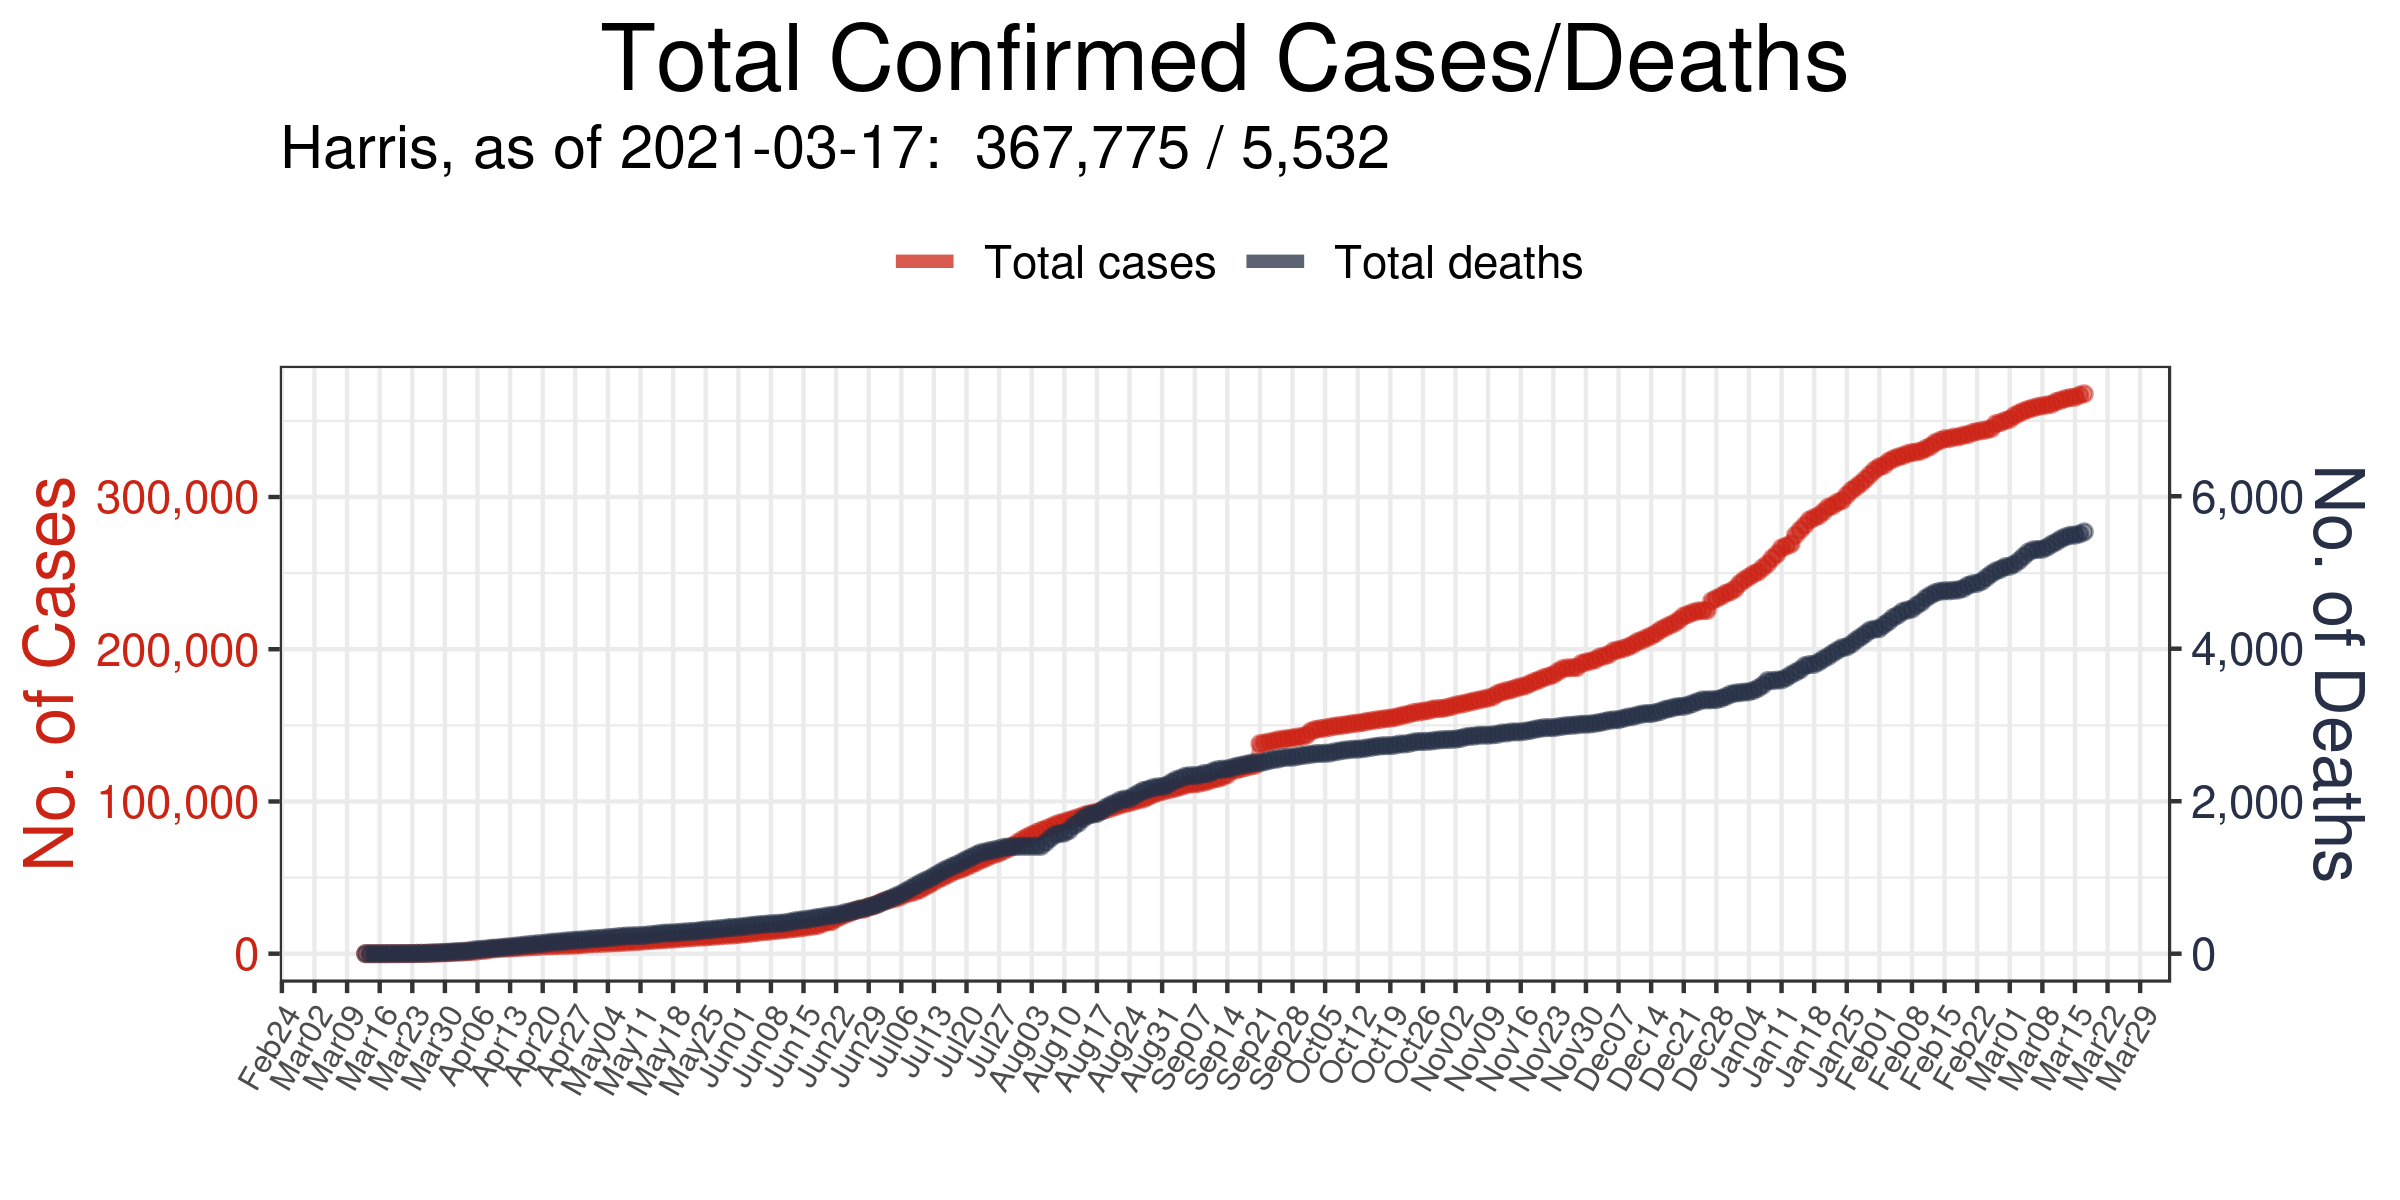 Total Confirmed Cases/Deaths
Harris, as of 2021-03-17:  367,775 / 5,532
Total cases
Total deaths
No. of Cases
300,000
200,000
100,000
0
6,000
4,000
2,000
0
No. of Deaths
Feb24
Mar02
Mar09
Mar16
Mar23
Mar30
Apr06
Apr13
Apr20
Apr27
May04
May11
May18
May25
Jun01
Jun08
Jun15
Jun22
Jun29
Jul06
Jul13
Jul20
Jul27
Aug03
Aug10
Aug17
Aug24
Aug31
Sep07
Sep14
Sep21
Sep28
Oct05
Oct12
Oct19
Oct26
Nov02
Nov09
Nov16
Nov23
Nov30
Dec07
Dec14
Dec21
Dec28
Jan04
Jan11
Jan18
Jan25
Feb01
Feb08
Feb15
Feb22
Mar01
Mar08
Mar15
Mar22
Mar29